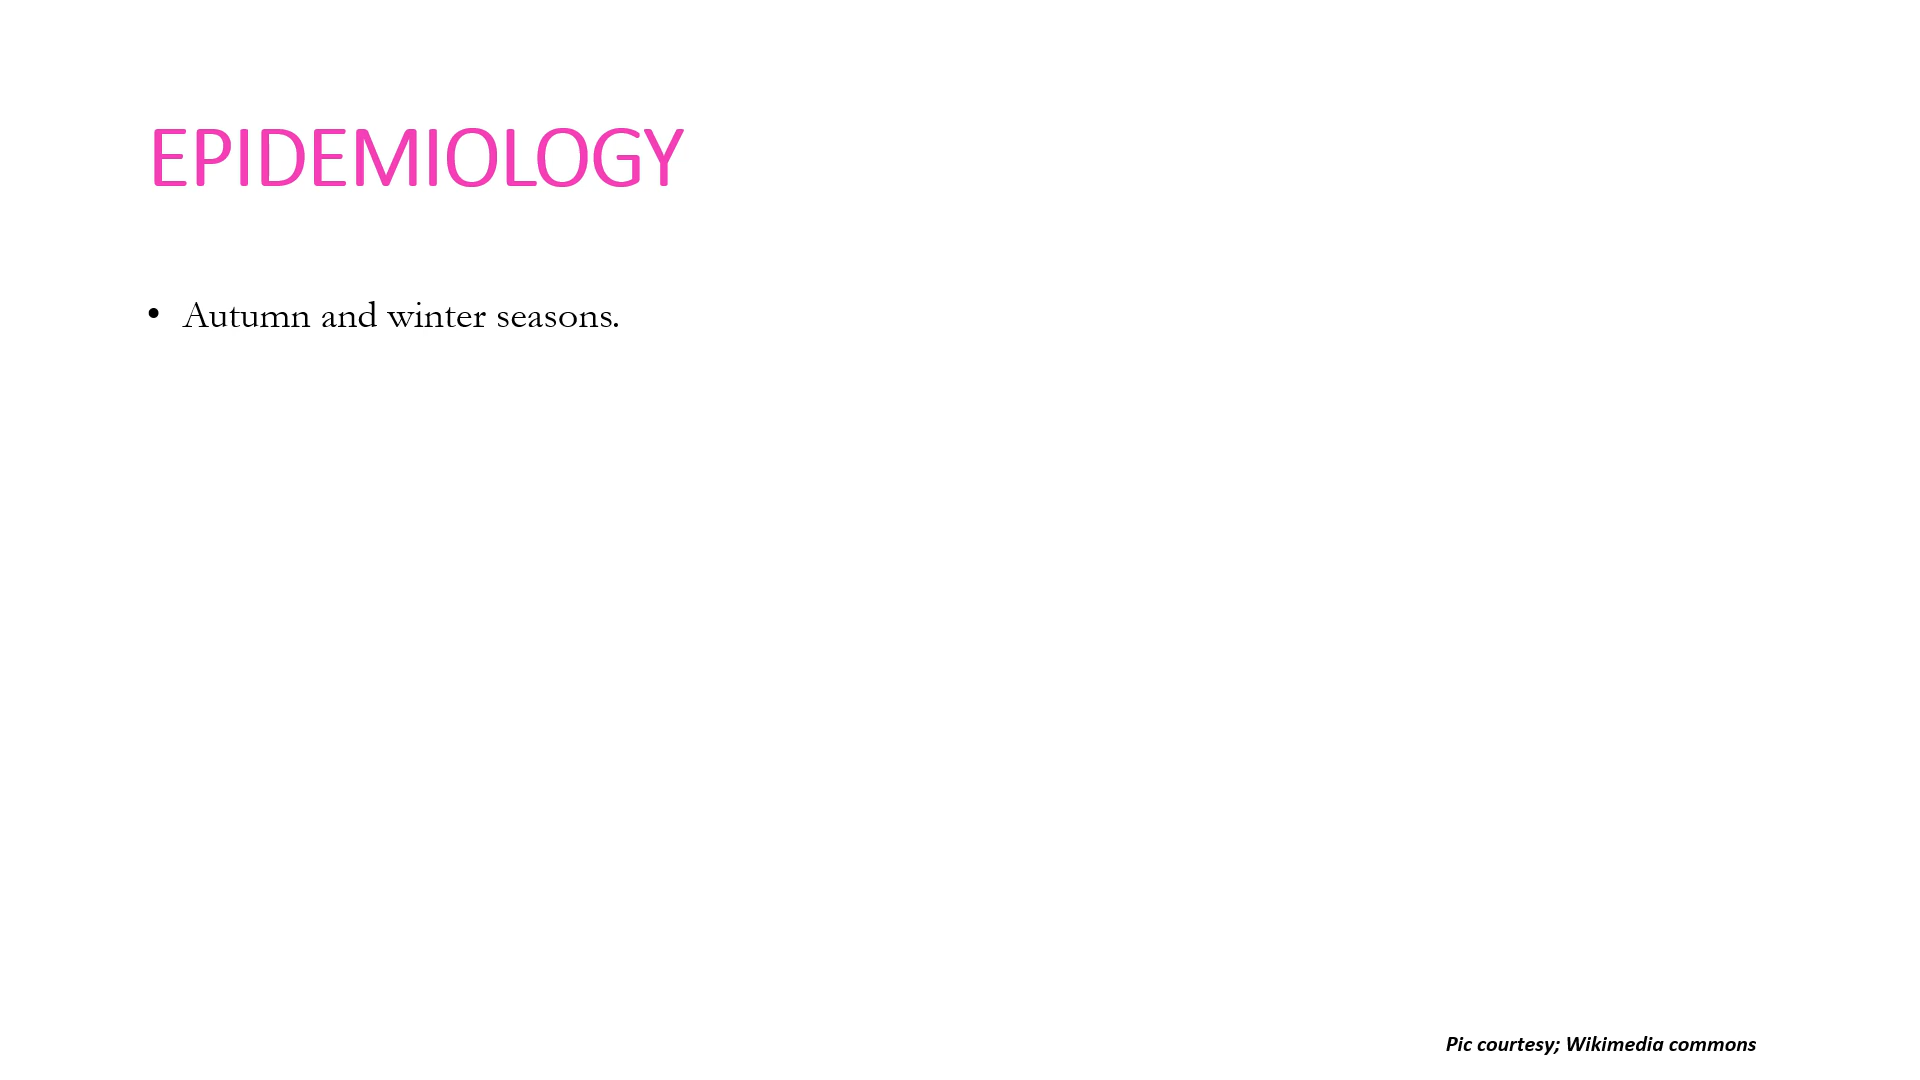 EPIDEMIOLOGY
• Autumn and winter seasons.
Pic courtesy; Wikimedia commons